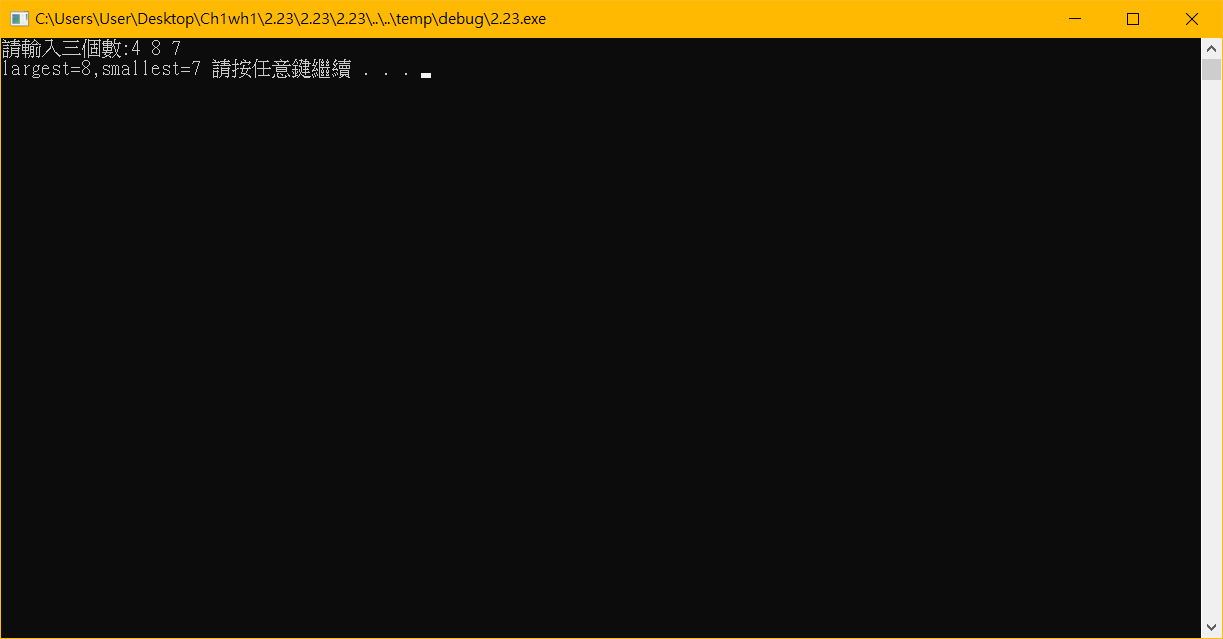 C:\Users\User\Desktop\Ch1wh1\2.23\2.23\2.23\..\..\temp\debug\2.23.exe
請輸入三個數:4 8 7
largest=8,smallest=7 請按任意鍵繼續 . . .